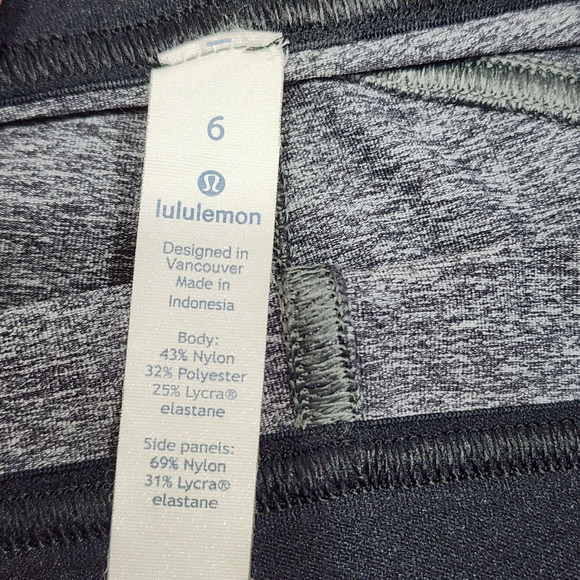 6
lululemon
Designed in
Vancouver
Made in
Indonesia
Body:
43% Nylon
32% Polyester
25% Lycra®
elastane
Side panels:
69% Nylon
31% Lycra®
elastane